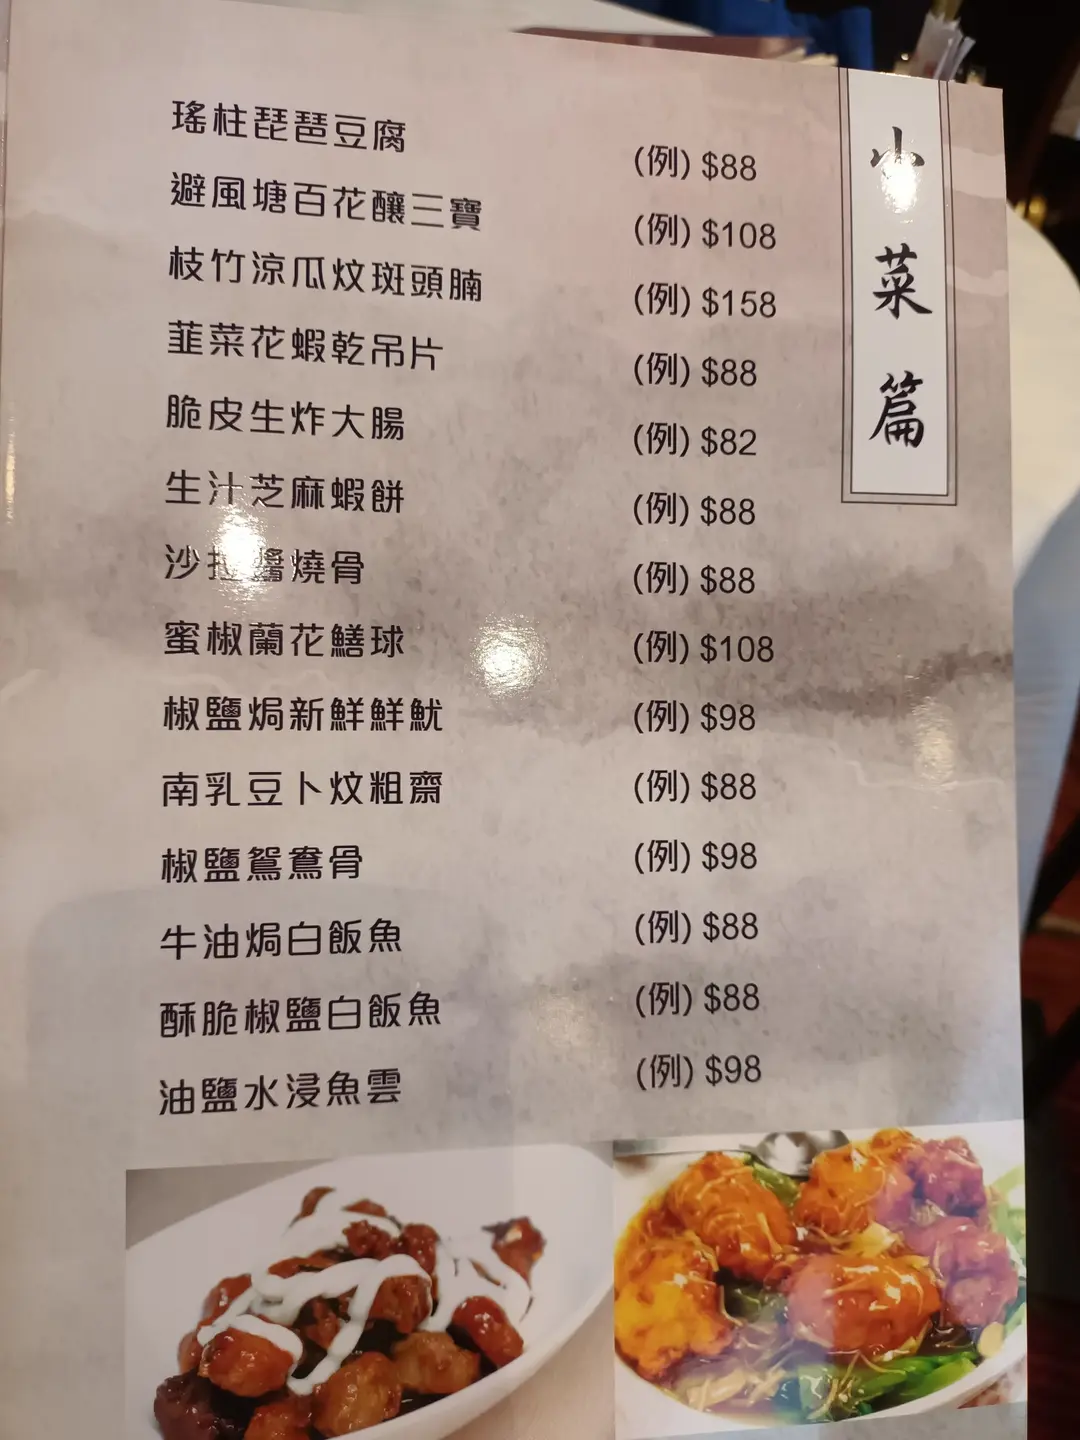 小菜篇
瑤柱琵琶豆腐 (例) $88
避風塘百花釀三寶 (例) $108
枝竹涼瓜炆斑頭腩 (例) $158
韮菜花蝦乾吊片 (例) $88
脆皮生炸大腸 (例) $82
生汁芝麻蝦餅 (例) $88
沙拉醬燒骨 (例) $88
蜜椒蘭花鱔球 (例) $108
椒鹽焗新鮮鮮魷 (例) $98
南乳豆卜炆粗齋 (例) $88
椒鹽鴛鴦骨 (例) $98
牛油焗白飯魚 (例) $88
酥脆椒鹽白飯魚 (例) $88
油鹽水浸魚雲 (例) $98